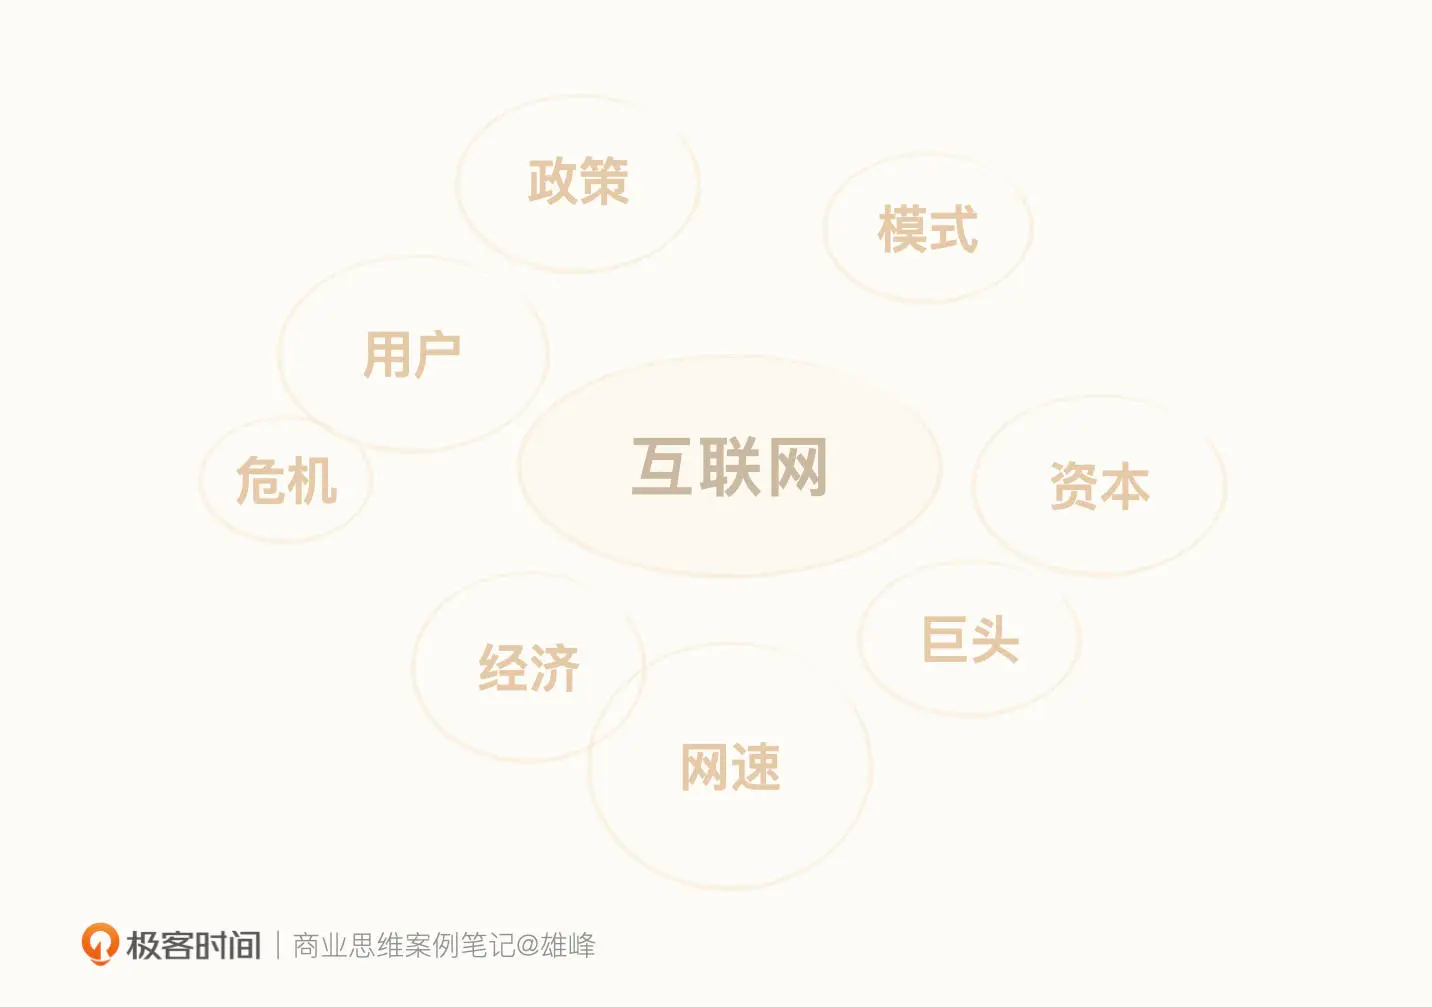 政策
模式
用户
互联网
危机
资本
经济
巨头
网速
极客时间 | 商业思维案例笔记@雄峰